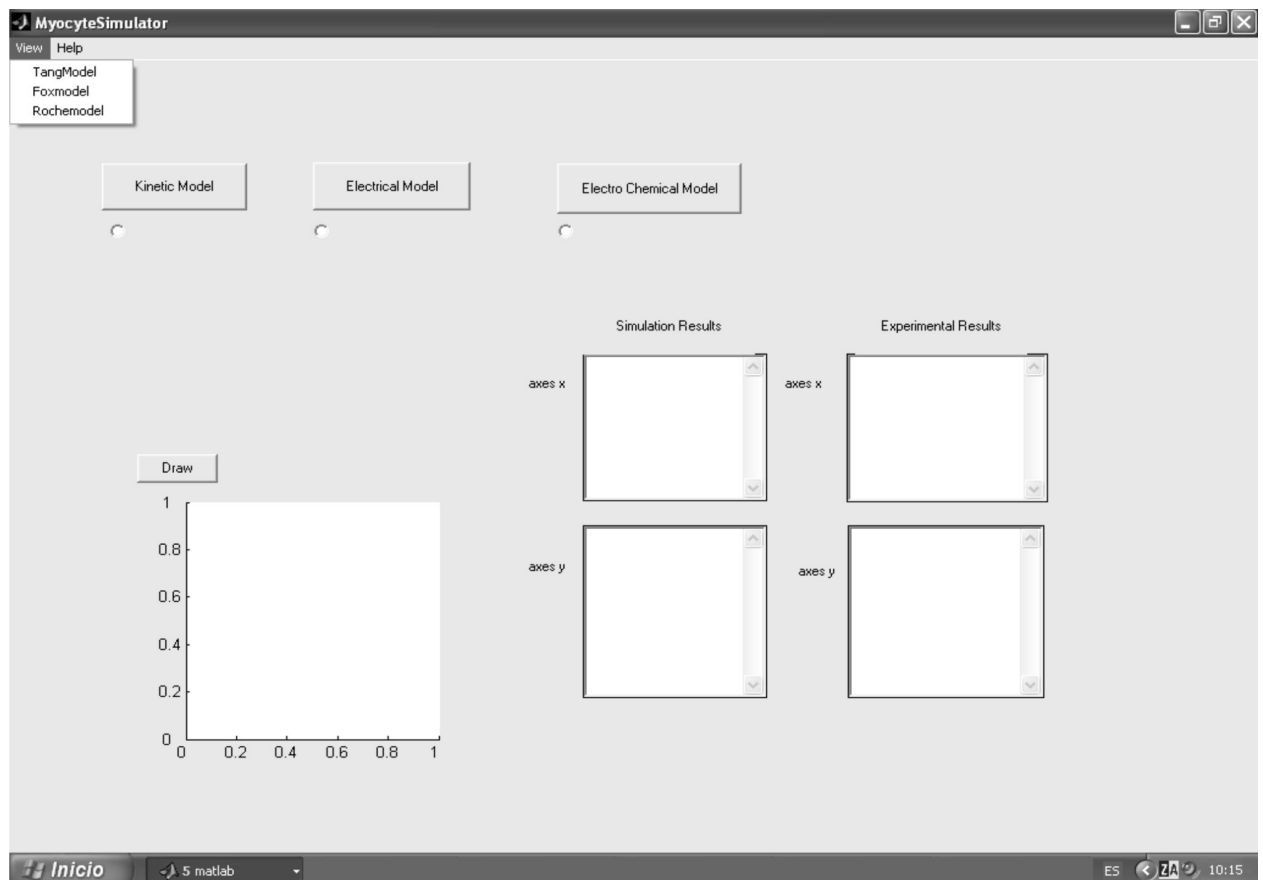 MyocyteSimulator
View Help
TangModel
Foxmodel
Rochemodel
Kinetic Model
Electrical Model
Electro Chemical Model
Simulation Results
Experimental Results
axes x
axes x
Draw
axes y
axes y
1
0.8
0.6
0.4
0.2
0
0 0.2 0.4 0.6 0.8 1
Inicio
5 matlab
ES
ZA
10:15